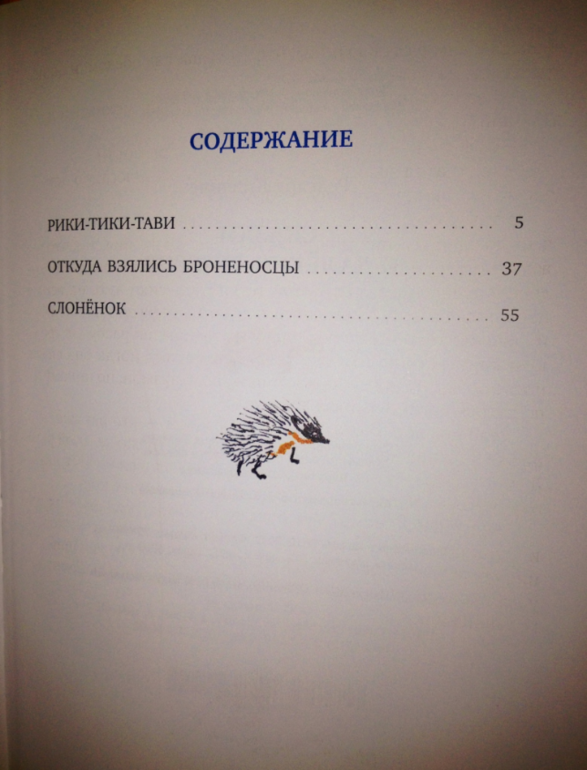 СОДЕРЖАНИЕ
РИКИ-ТИКИ-ТАВИ ........................................ 5
ОТКУДА ВЗЯЛИСЬ БРОНЕНОСЦЫ ........................ 37
СЛОНЁНОК ............................................. 55